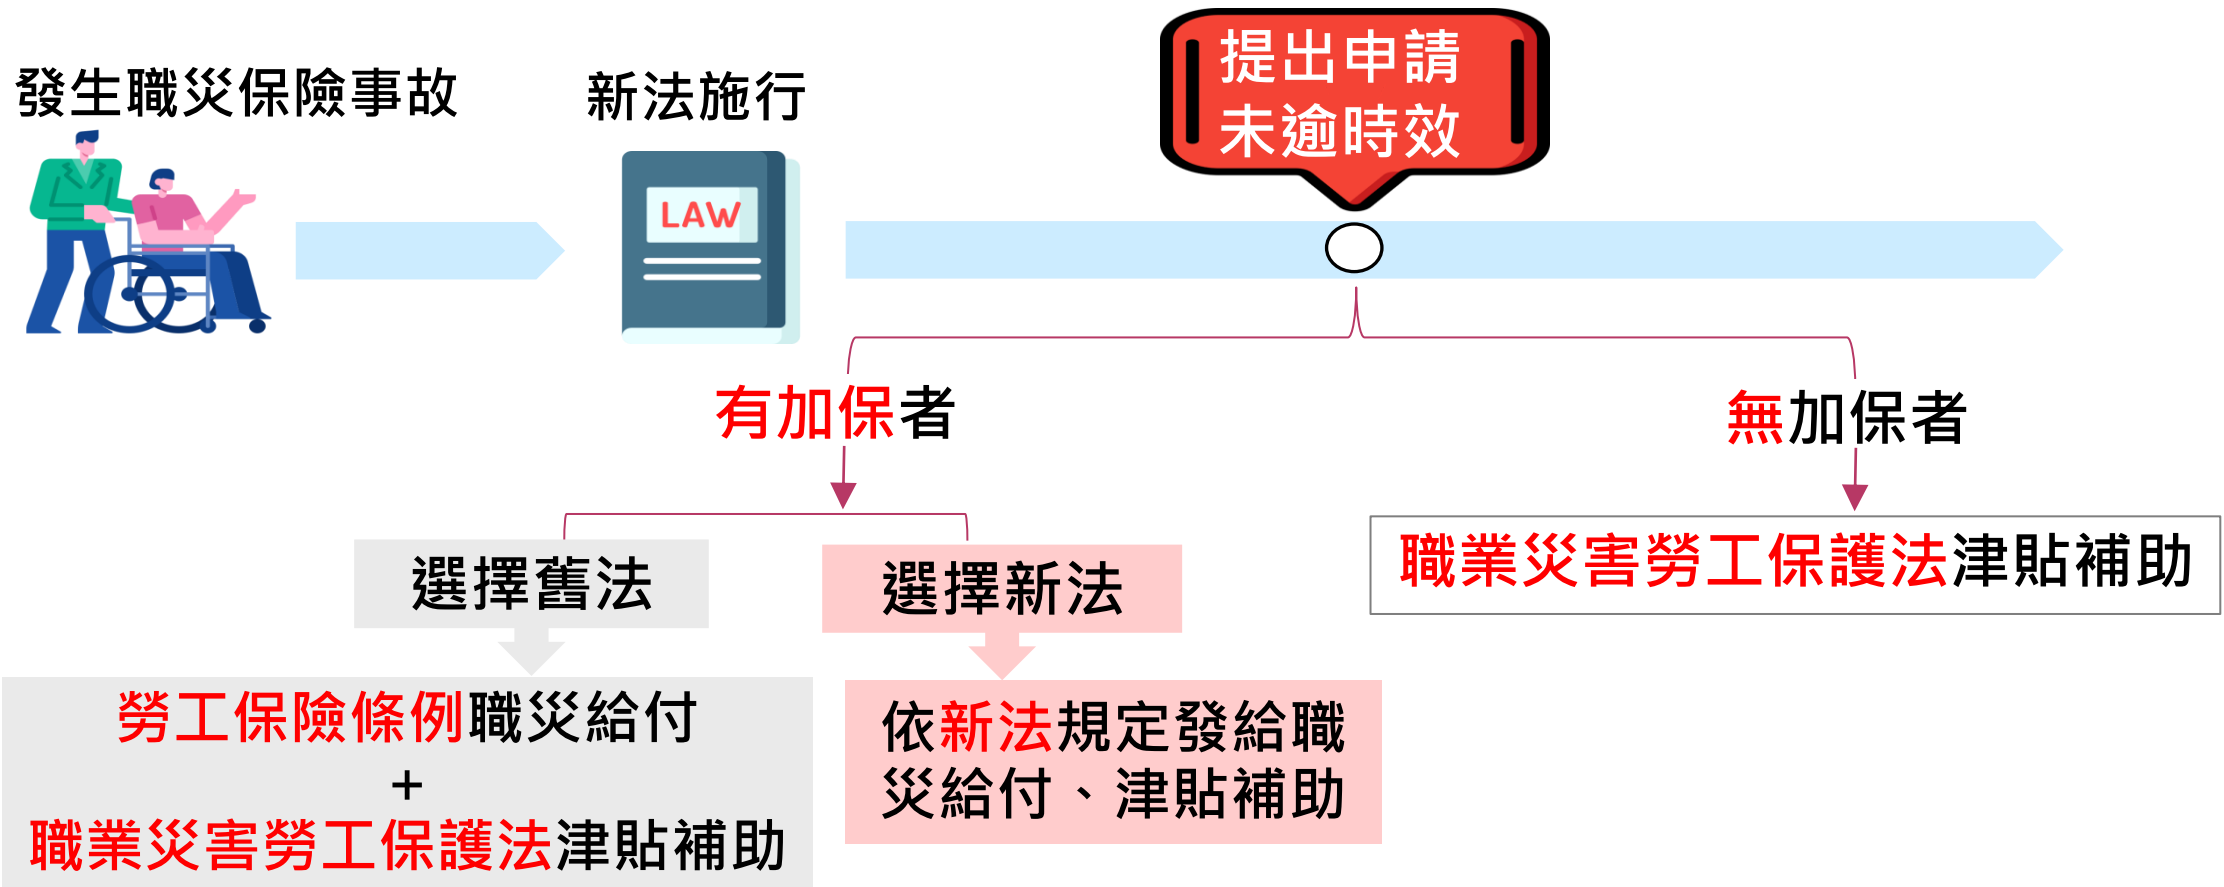 發生職災保險事故
新法施行
提出申請
未逾時效
LAW
有加保者
無加保者
選擇舊法
選擇新法
職業災害勞工保護法津貼補助
勞工保險條例職災給付
+
職業災害勞工保護法津貼補助
依新法規定發給職
災給付、津貼補助